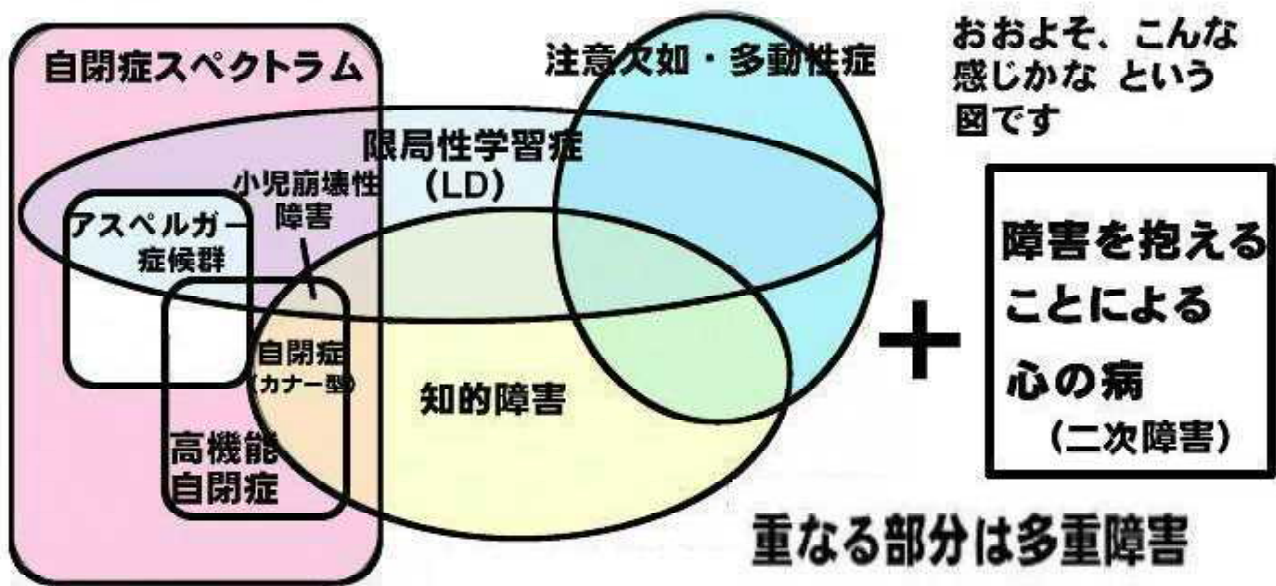 自閉症スペクトラム
注意欠如・多動性症
おおよそ、こんな
感じかな という
図です
限局性学習症
(LD)
小児崩壊性
障害
アスペルガー
症候群
自閉症
(カナー型)
知的障害
高機能
自閉症
+
障害を抱える
ことによる
心の病
(二次障害)
重なる部分は多重障害